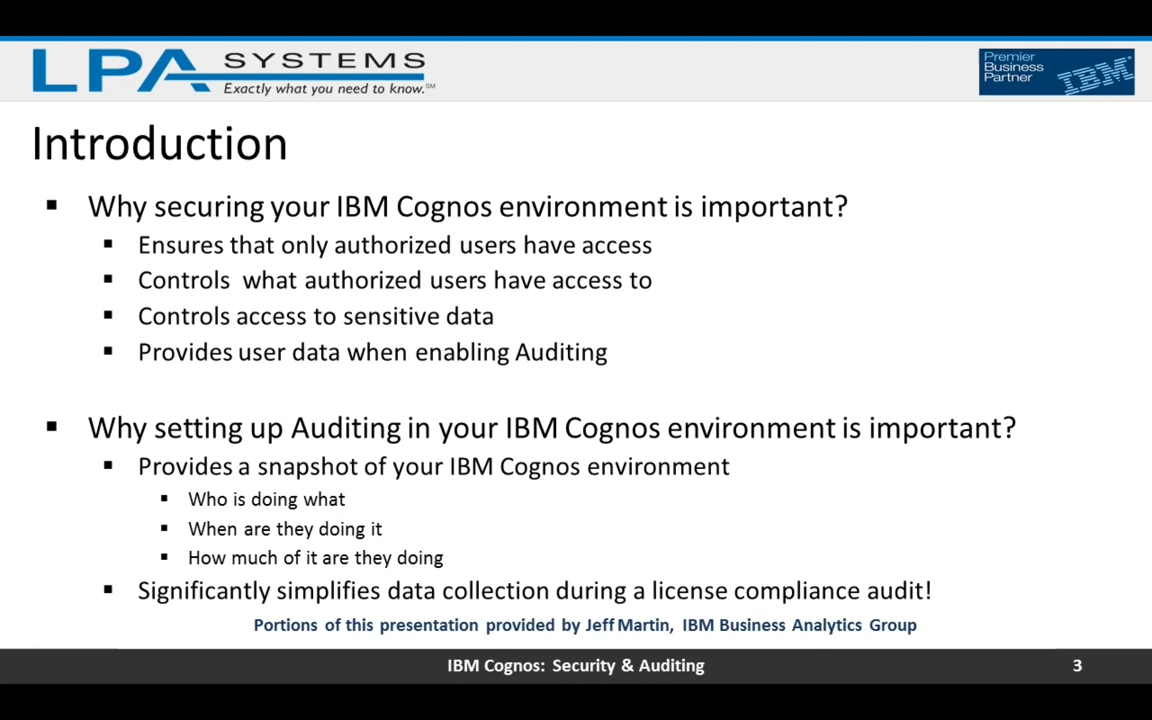 LPA SYSTEMS
Exactly what you need to know.℠
Premier
Business
Partner
IBM
Introduction
▪ Why securing your IBM Cognos environment is important?
▪ Ensures that only authorized users have access
▪ Controls  what authorized users have access to
▪ Controls access to sensitive data
▪ Provides user data when enabling Auditing
▪ Why setting up Auditing in your IBM Cognos environment is important?
▪ Provides a snapshot of your IBM Cognos environment
▪ Who is doing what
▪ When are they doing it
▪ How much of it are they doing
▪ Significantly simplifies data collection during a license compliance audit!
Portions of this presentation provided by Jeff Martin, IBM Business Analytics Group
IBM Cognos: Security & Auditing
3